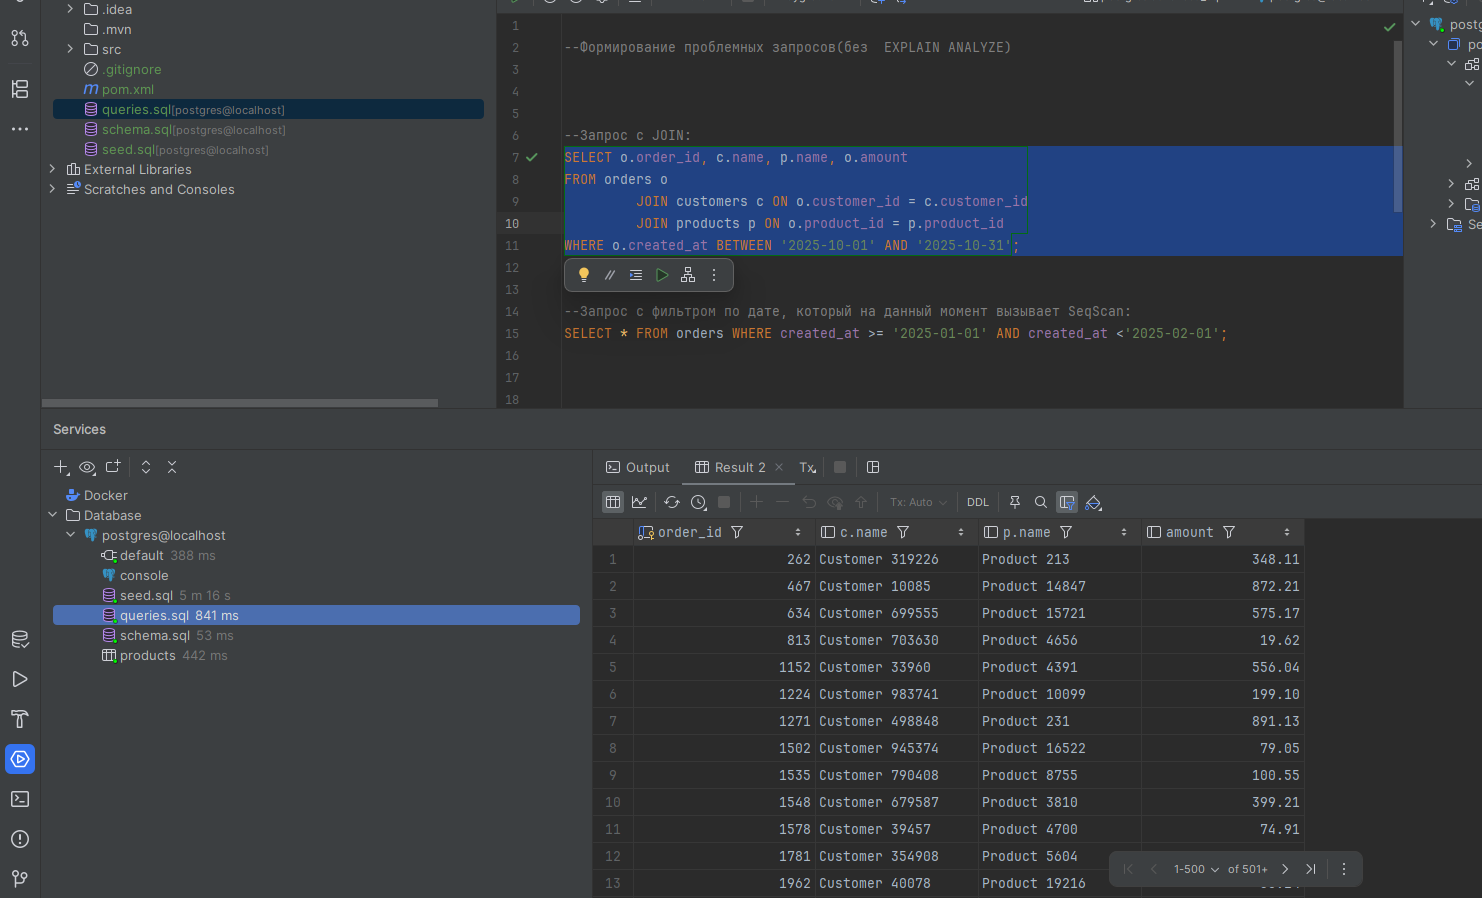 .idea
.mvn
src
.gitignore
pom.xml
queries.sql [postgres@localhost]
schema.sql [postgres@localhost]
seed.sql [postgres@localhost]
External Libraries
Scratches and Consoles
1
2 --Формирование проблемных запросов(без  EXPLAIN ANALYZE)
3
4
5
6 --Запрос с JOIN:
7 SELECT o.order_id, c.name, p.name, o.amount
8 FROM orders o
9 JOIN customers c ON o.customer_id = c.customer_id
10 JOIN products p ON o.product_id = p.product_id
11 WHERE o.created_at BETWEEN '2025-10-01' AND '2025-10-31';
12
13
14 --Запрос с фильтром по дате, который на данный момент вызывает SeqScan:
15 SELECT * FROM orders WHERE created_at >= '2025-01-01' AND created_at <'2025-02-01';
16
17
18
Services
Docker
Database
postgres@localhost
default 388 ms
console
seed.sql 5 m 16 s
queries.sql 841 ms
schema.sql 53 ms
products 442 ms
Output Result 2 Tx
Tx: Auto DDL
order_id c.name p.name amount
1 262 Customer 319226 Product 213 348.11
2 467 Customer 10085 Product 14847 872.21
3 634 Customer 699555 Product 15721 575.17
4 813 Customer 703630 Product 4656 19.62
5 1152 Customer 33960 Product 4391 556.04
6 1224 Customer 983741 Product 10099 199.10
7 1271 Customer 498848 Product 231 891.13
8 1502 Customer 945374 Product 16522 79.05
9 1535 Customer 790408 Product 8755 100.55
10 1548 Customer 679587 Product 3810 399.21
11 1578 Customer 39457 Product 4700 74.91
12 1781 Customer 354908 Product 5604
13 1962 Customer 40078 Product 19216
1-500 of 501+